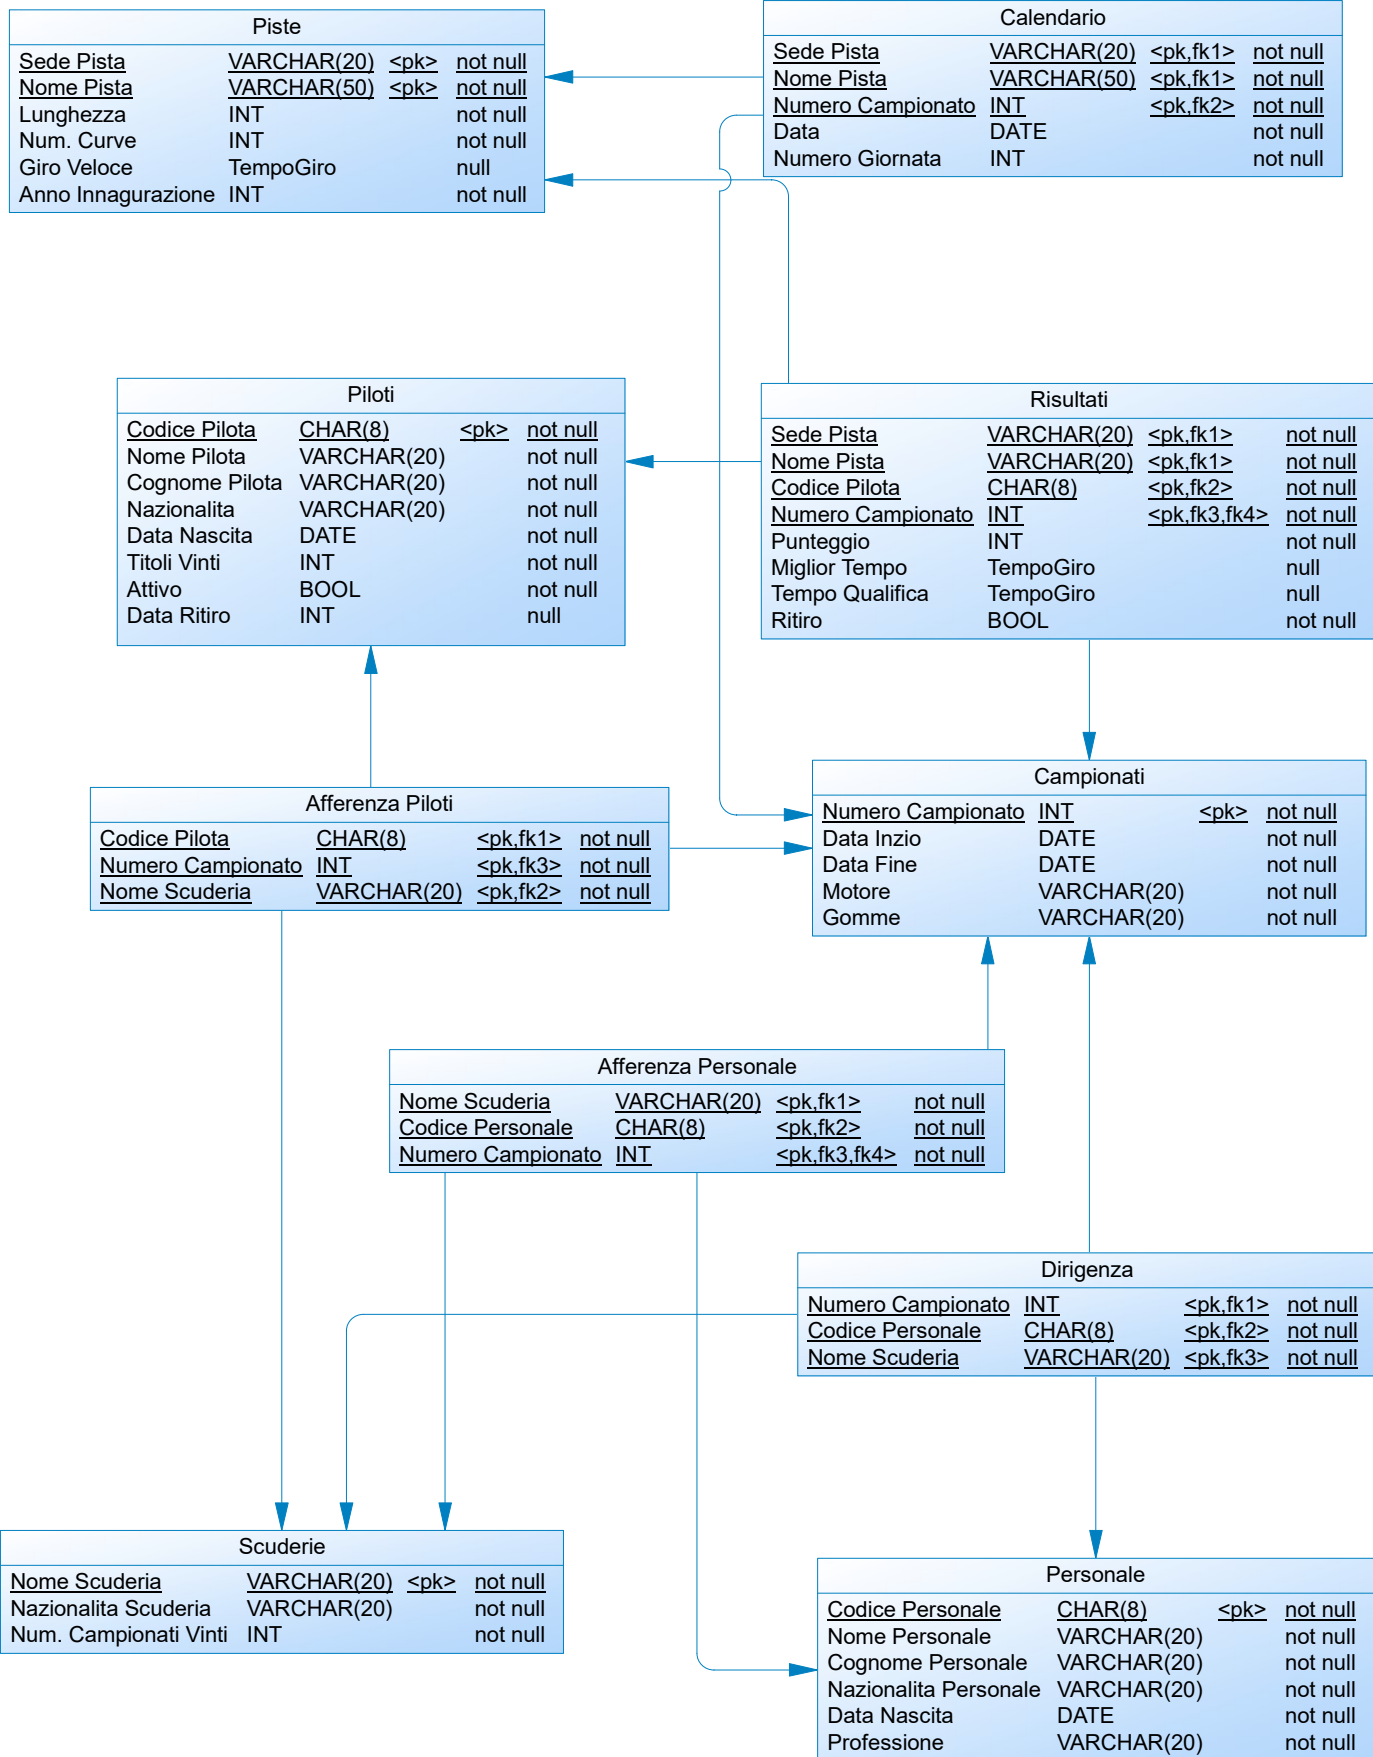 Piste
Sede Pista VARCHAR(20) <pk> not null
Nome Pista VARCHAR(50) <pk> not null
Lunghezza INT not null
Num. Curve INT not null
Giro Veloce TempoGiro null
Anno Innagurazione INT not null
Calendario
Sede Pista VARCHAR(20) <pk,fk1> not null
Nome Pista VARCHAR(50) <pk,fk1> not null
Numero Campionato INT <pk,fk2> not null
Data DATE not null
Numero Giornata INT not null
Piloti
Codice Pilota CHAR(8) <pk> not null
Nome Pilota VARCHAR(20) not null
Cognome Pilota VARCHAR(20) not null
Nazionalita VARCHAR(20) not null
Data Nascita DATE not null
Titoli Vinti INT not null
Attivo BOOL not null
Data Ritiro INT null
Risultati
Sede Pista VARCHAR(20) <pk,fk1> not null
Nome Pista VARCHAR(20) <pk,fk1> not null
Codice Pilota CHAR(8) <pk,fk2> not null
Numero Campionato INT <pk,fk3,fk4> not null
Punteggio INT not null
Miglior Tempo TempoGiro null
Tempo Qualifica TempoGiro null
Ritiro BOOL not null
Afferenza Piloti
Codice Pilota CHAR(8) <pk,fk1> not null
Numero Campionato INT <pk,fk3> not null
Nome Scuderia VARCHAR(20) <pk,fk2> not null
Campionati
Numero Campionato INT <pk> not null
Data Inzio DATE not null
Data Fine DATE not null
Motore VARCHAR(20) not null
Gomme VARCHAR(20) not null
Afferenza Personale
Nome Scuderia VARCHAR(20) <pk,fk1> not null
Codice Personale CHAR(8) <pk,fk2> not null
Numero Campionato INT <pk,fk3,fk4> not null
Dirigenza
Numero Campionato INT <pk,fk1> not null
Codice Personale CHAR(8) <pk,fk2> not null
Nome Scuderia VARCHAR(20) <pk,fk3> not null
Scuderie
Nome Scuderia VARCHAR(20) <pk> not null
Nazionalita Scuderia VARCHAR(20) not null
Num. Campionati Vinti INT not null
Personale
Codice Personale CHAR(8) <pk> not null
Nome Personale VARCHAR(20) not null
Cognome Personale VARCHAR(20) not null
Nazionalita Personale VARCHAR(20) not null
Data Nascita DATE not null
Professione VARCHAR(20) not null